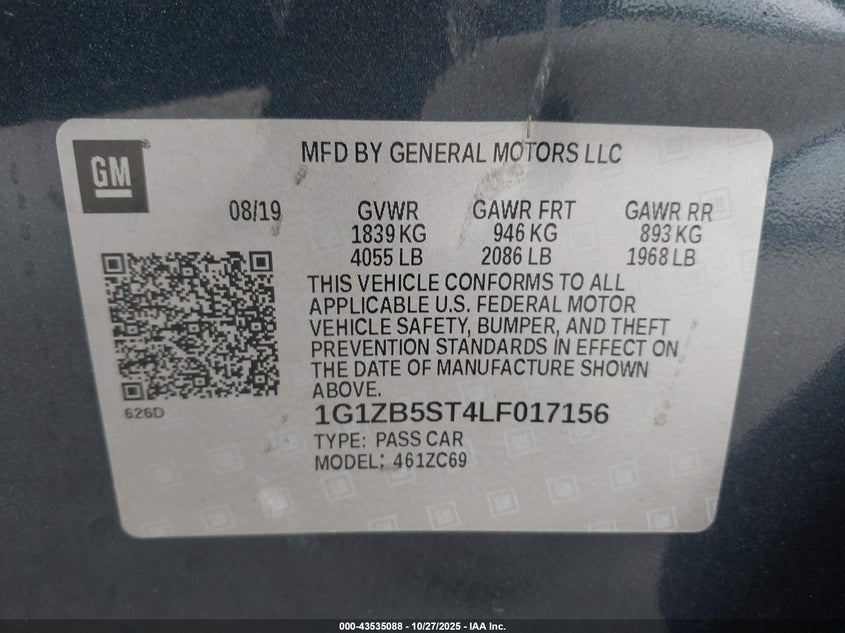 GM
MFD BY GENERAL MOTORS LLC
08/19 GVWR GAWR FRT GAWR RR
1839 KG 946 KG 893 KG
4055 LB 2086 LB 1968 LB
THIS VEHICLE CONFORMS TO ALL
APPLICABLE U.S. FEDERAL MOTOR
VEHICLE SAFETY, BUMPER, AND THEFT
PREVENTION STANDARDS IN EFFECT ON
THE DATE OF MANUFACTURE SHOWN
ABOVE.
626D
1G1ZB5ST4LF017156
TYPE: PASS CAR
MODEL: 461ZC69
000-43535088 - 10/27/2025 - IAA Inc.